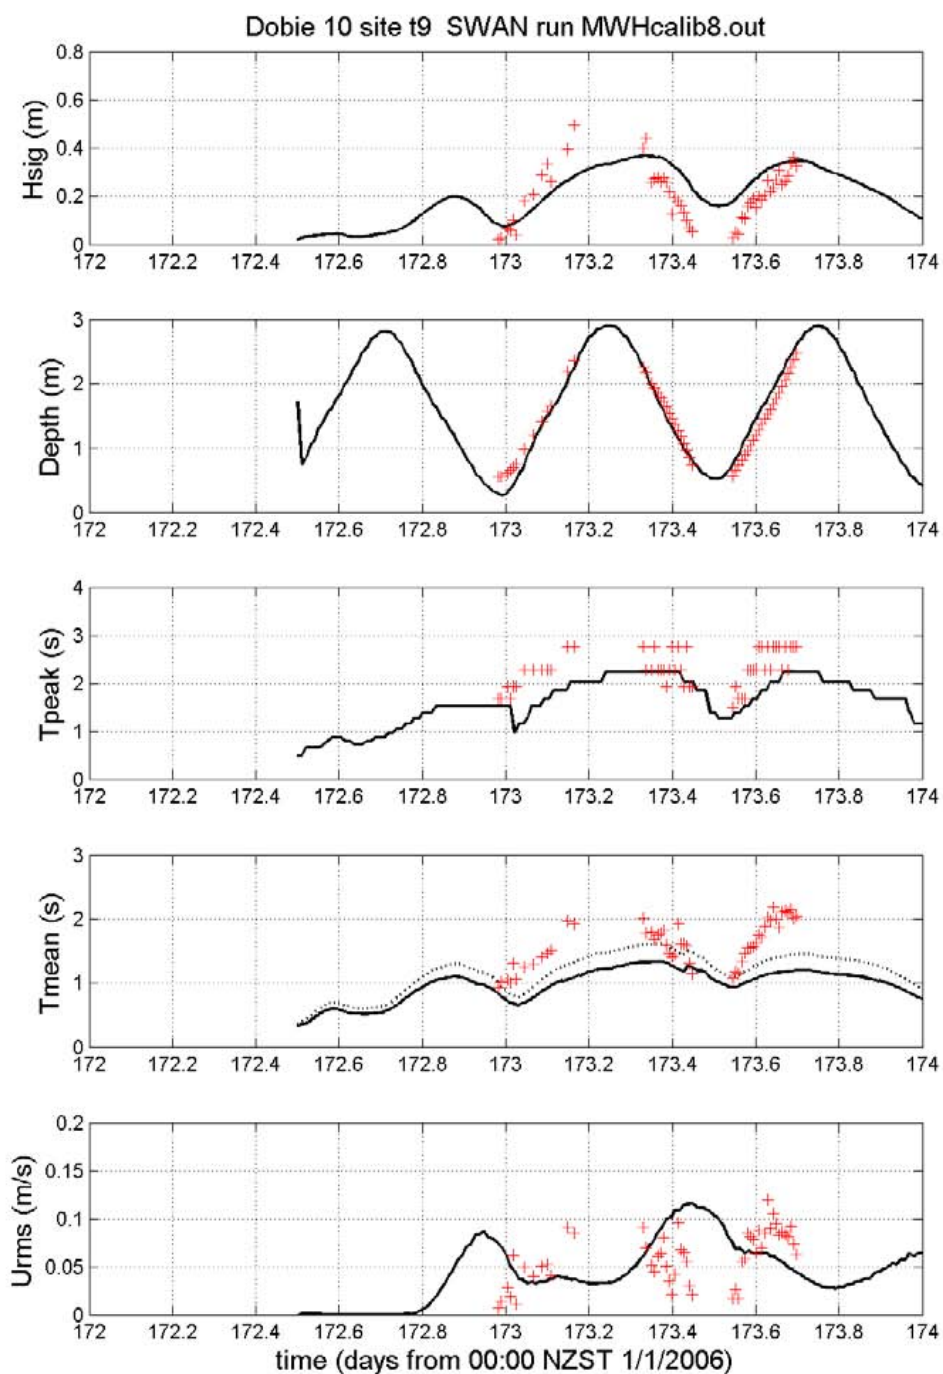 Dobie 10 site t9 SWAN run MWHcalib8.out
Hsig (m)
0.8
0.6
0.4
0.2
0
172 172.2 172.4 172.6 172.8 173 173.2 173.4 173.6 173.8 174
Depth (m)
3
2
1
0
172 172.2 172.4 172.6 172.8 173 173.2 173.4 173.6 173.8 174
Tpeak (s)
4
3
2
1
0
172 172.2 172.4 172.6 172.8 173 173.2 173.4 173.6 173.8 174
Tmean (s)
3
2
1
0
172 172.2 172.4 172.6 172.8 173 173.2 173.4 173.6 173.8 174
Urms (m/s)
0.2
0.15
0.1
0.05
0
172 172.2 172.4 172.6 172.8 173 173.2 173.4 173.6 173.8 174
time (days from 00:00 NZST 1/1/2006)